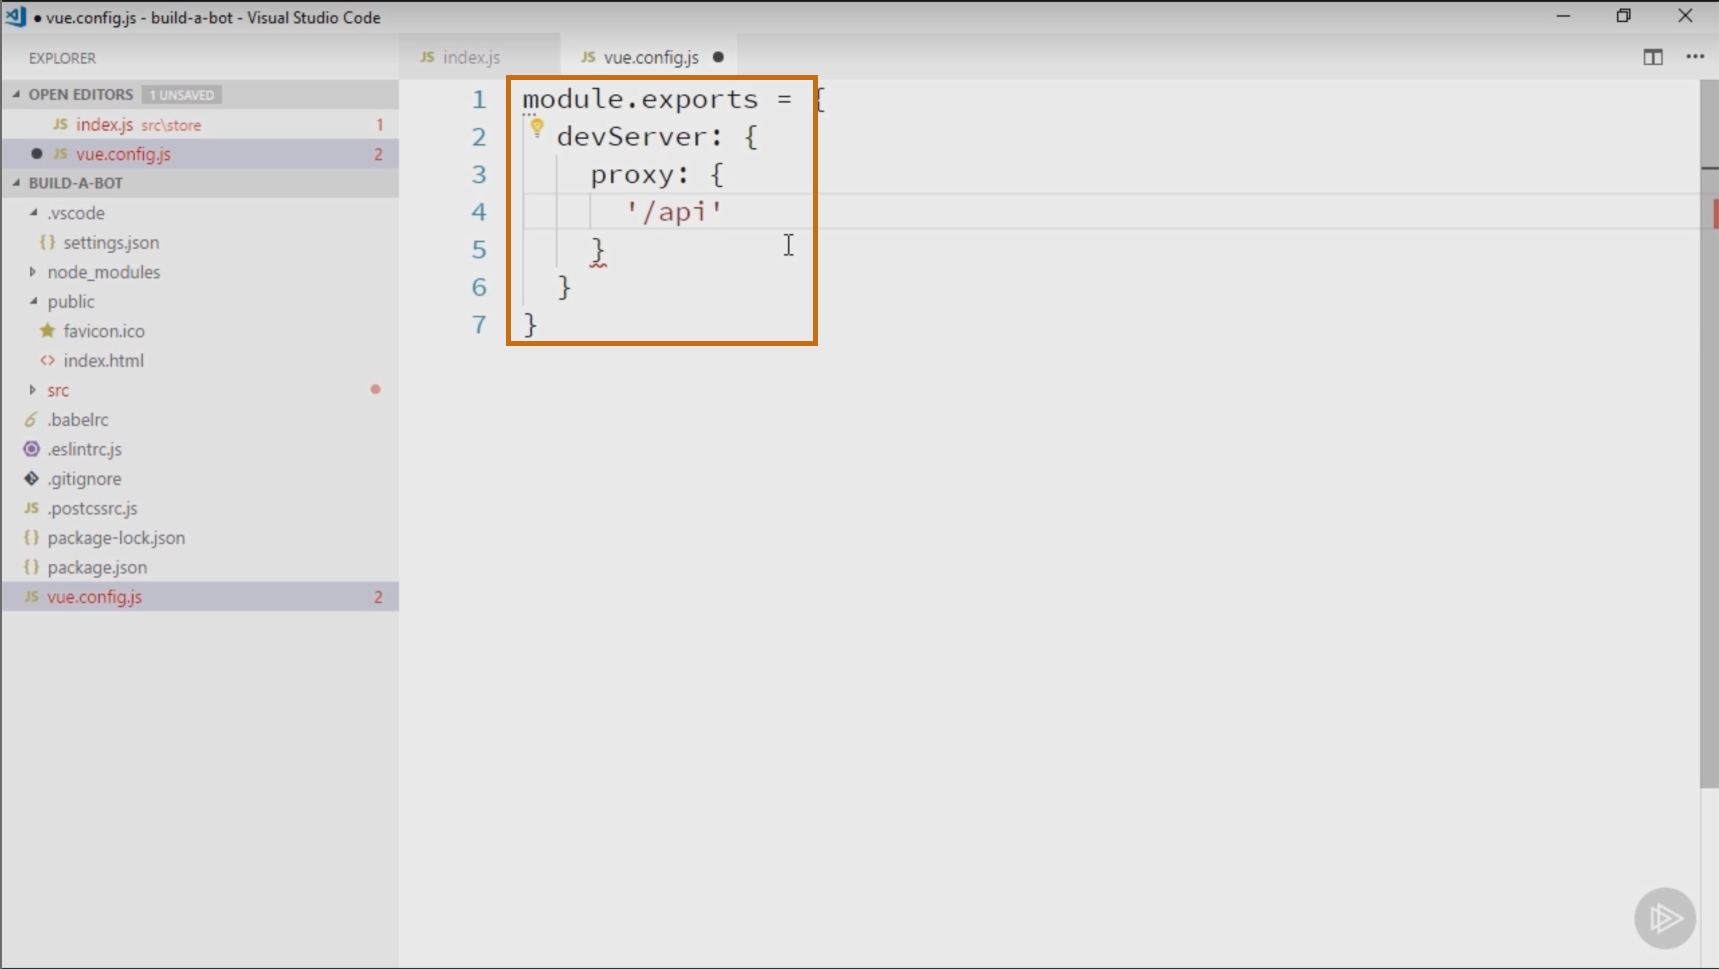 ● vue.config.js - build-a-bot - Visual Studio Code
EXPLORER
OPEN EDITORS 1 UNSAVED
JS index.js src\store 1
● JS vue.config.js 2
BUILD-A-BOT
.vscode
{} settings.json
node_modules
public
favicon.ico
<> index.html
src
.babelrc
.eslintrc.js
.gitignore
JS .postcssrc.js
{} package-lock.json
{} package.json
JS vue.config.js 2
JS index.js
JS vue.config.js ●
1 module.exports = {
2 devServer: {
3 proxy: {
4 '/api'
5 }
6 }
7 }